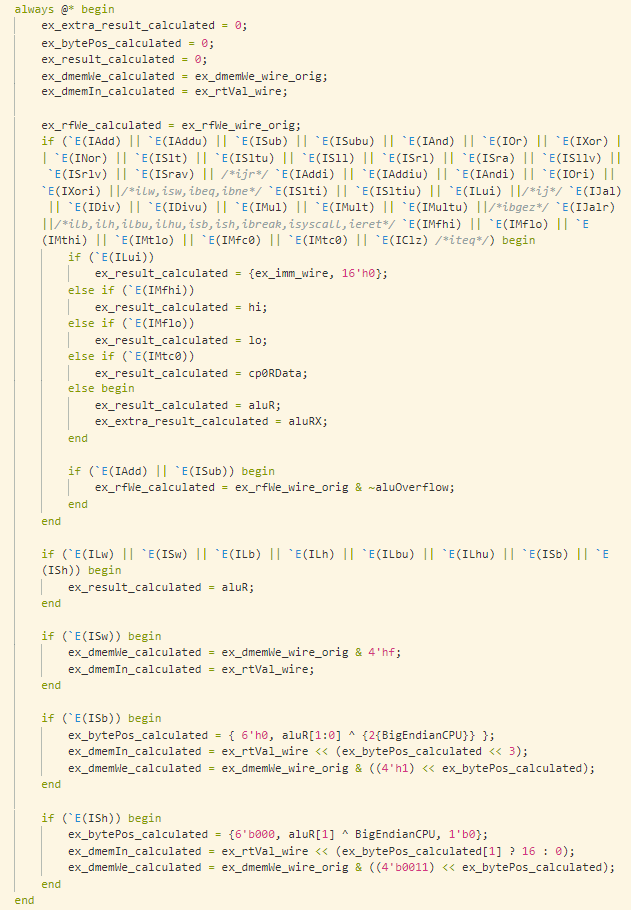 always @* begin
ex_extra_result_calculated = 0;
ex_bytePos_calculated = 0;
ex_result_calculated = 0;
ex_dmemWe_calculated = ex_dmemWe_wire_orig;
ex_dmemIn_calculated = ex_rtVal_wire;
ex_rfWe_calculated = ex_rfWe_wire_orig;
if (`E(IAdd) || `E(IAddu) || `E(ISub) || `E(ISubu) || `E(IAnd) || `E(IOr) || `E(IXor) |
| `E(INor) || `E(ISlt) || `E(ISltu) || `E(ISll) || `E(ISrl) || `E(ISra) || `E(ISllv) ||
`E(ISrlv) || `E(ISrav) || /*ijr*/ `E(IAddi) || `E(IAddiu) || `E(IAndi) || `E(IOri) ||
`E(IXori) ||/*ilw,isw,ibeq,ibne*/ `E(ISlti) || `E(ISltiu) || `E(ILui) ||/*ij*/ `E(IJal)
|| `E(IDiv) || `E(IDivu) || `E(IMul) || `E(IMult) || `E(IMultu) ||/*ibgez*/ `E(IJalr)
||/*ilb,ilh,ilbu,ilhu,isb,ish,ibreak,isyscall,ieret*/ `E(IMfhi) || `E(IMflo) || `E
(IMthi) || `E(IMtlo) || `E(IMfc0) || `E(IMtc0) || `E(IClz) /*iteq*/) begin
if (`E(ILui))
ex_result_calculated = {ex_imm_wire, 16'h0};
else if (`E(IMfhi))
ex_result_calculated = hi;
else if (`E(IMflo))
ex_result_calculated = lo;
else if (`E(IMtc0))
ex_result_calculated = cp0RData;
else begin
ex_result_calculated = aluR;
ex_extra_result_calculated = aluRX;
end
if (`E(IAdd) || `E(ISub)) begin
ex_rfWe_calculated = ex_rfWe_wire_orig & ~aluOverflow;
end
end
if (`E(ILw) || `E(ISw) || `E(ILb) || `E(ILh) || `E(ILbu) || `E(ILhu) || `E(ISb) || `E
(ISh)) begin
ex_result_calculated = aluR;
end
if (`E(ISw)) begin
ex_dmemWe_calculated = ex_dmemWe_wire_orig & 4'hf;
ex_dmemIn_calculated = ex_rtVal_wire;
end
if (`E(ISb)) begin
ex_bytePos_calculated = { 6'h0, aluR[1:0] ^ {2{BigEndianCPU}} };
ex_dmemIn_calculated = ex_rtVal_wire << (ex_bytePos_calculated << 3);
ex_dmemWe_calculated = ex_dmemWe_wire_orig & ((4'h1) << ex_bytePos_calculated);
end
if (`E(ISh)) begin
ex_bytePos_calculated = {6'b000, aluR[1] ^ BigEndianCPU, 1'b0};
ex_dmemIn_calculated = ex_rtVal_wire << (ex_bytePos_calculated[1] ? 16 : 0);
ex_dmemWe_calculated = ex_dmemWe_wire_orig & ((4'b0011) << ex_bytePos_calculated);
end
end